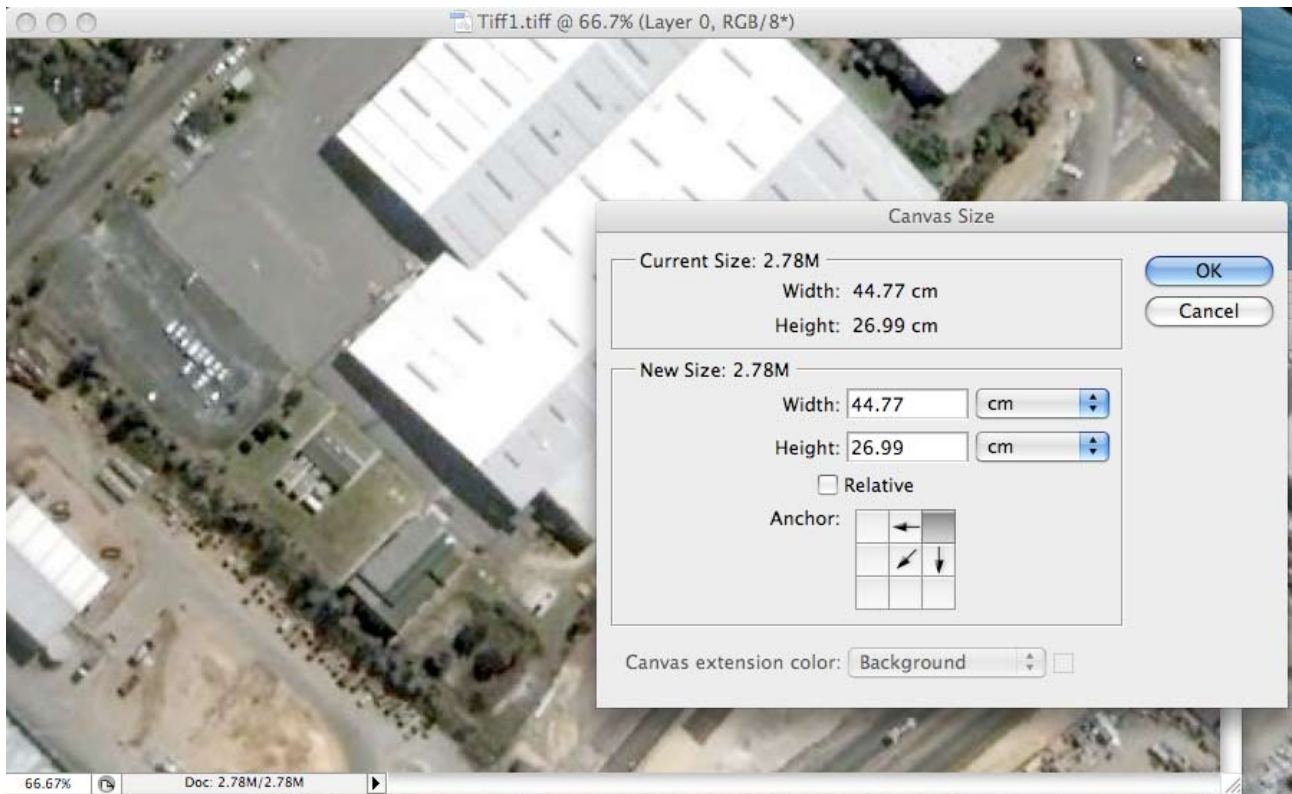 Tiff1.tiff @ 66.7% (Layer 0, RGB/8*)
Canvas Size
Current Size: 2.78M
Width: 44.77 cm
Height: 26.99 cm
OK
Cancel
New Size: 2.78M
Width: 44.77 cm
Height: 26.99 cm
Relative
Anchor:
Canvas extension color: Background
66.67% Doc: 2.78M/2.78M